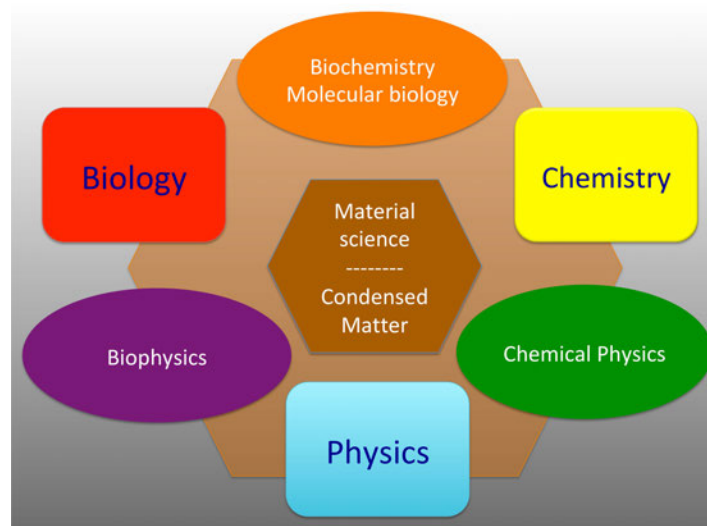 Biochemistry
Molecular biology
Biology
Chemistry
Material
science
--------
Condensed
Matter
Biophysics
Chemical Physics
Physics